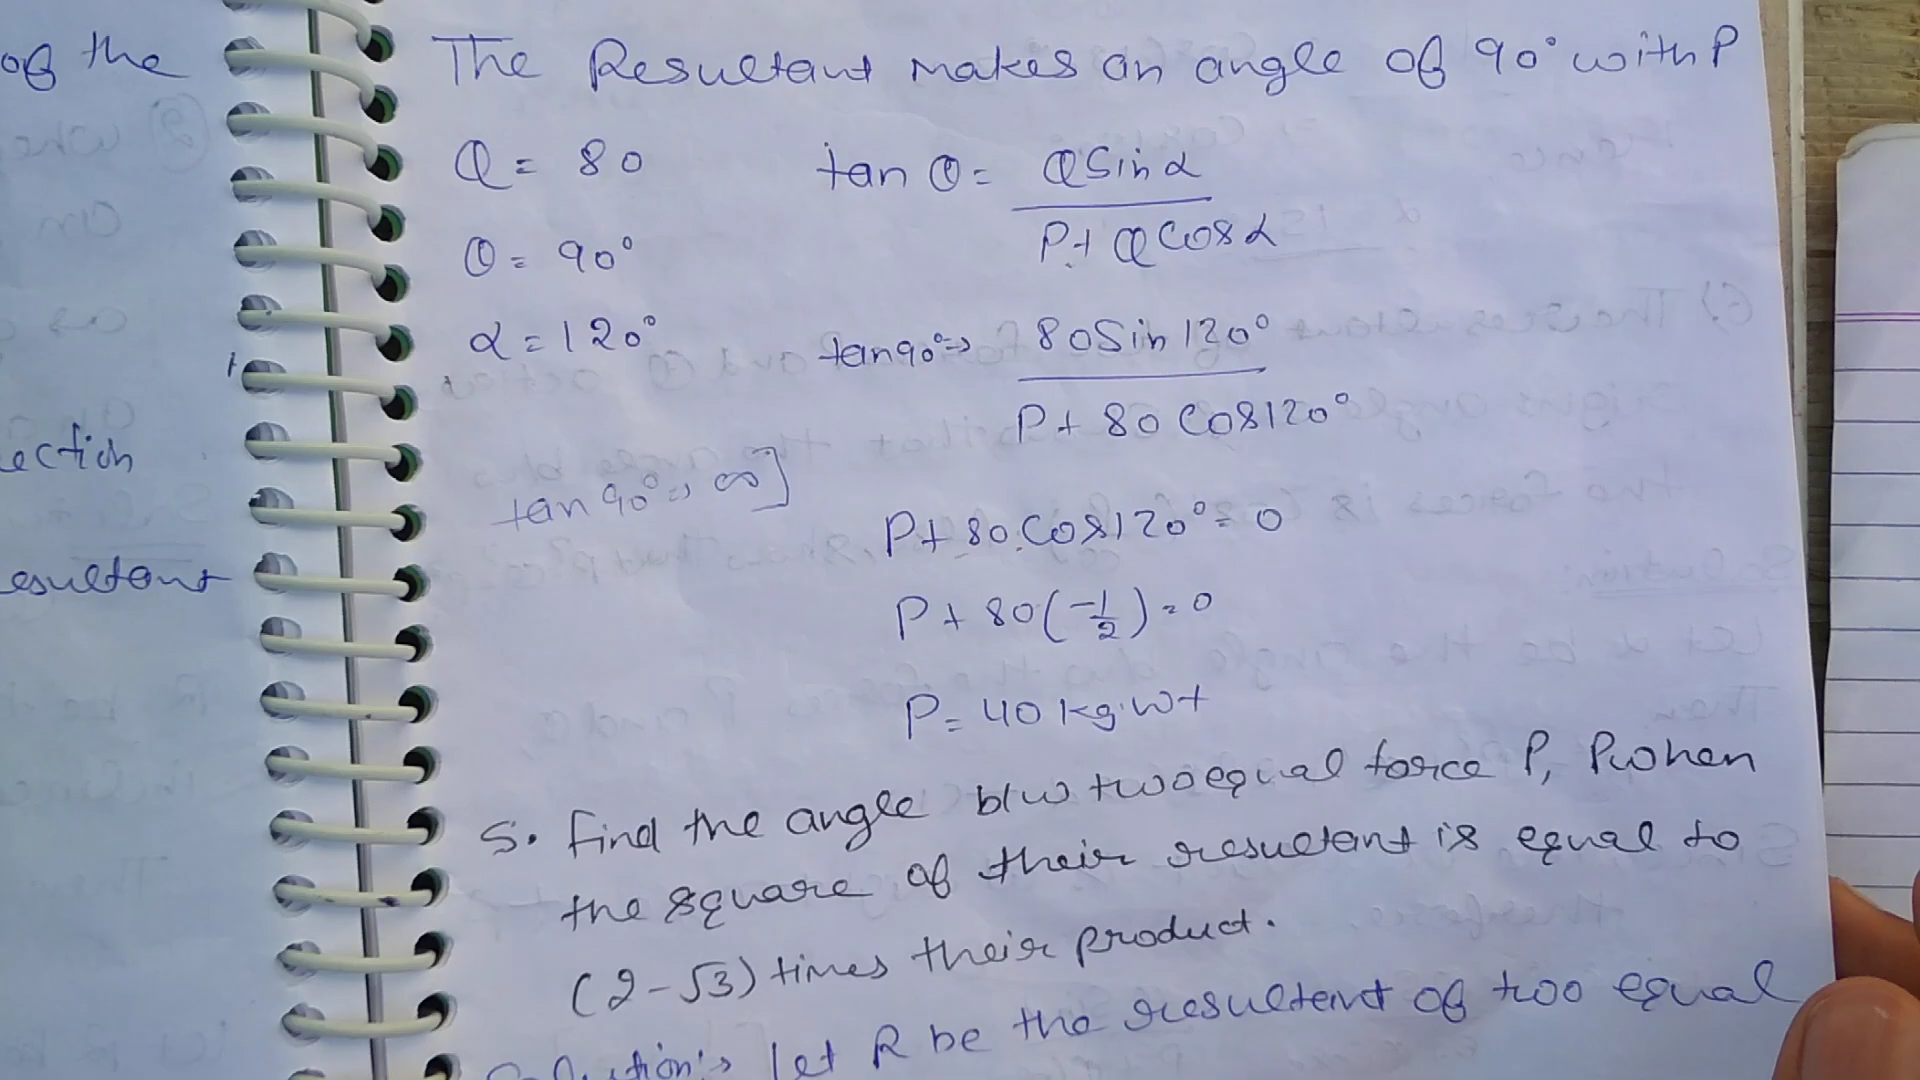 of the
ection
esultant
The Resultant makes an angle of 90° with P
Q = 80
tan θ = Q Sin α / P + Q Cos α
θ = 90°
α = 120°
tan 90° => 80 Sin 120° / P + 80 Cos 120°
tan 90° => ∞]
P + 80 . Cos 120° = 0
P + 80 (-1/2) = 0
P = 40 kg.wt
5. find the angle b/w two equal force P, P when
the square of their resultant is equal to
(2-√3) times their product.
let R be the resultant of two equal